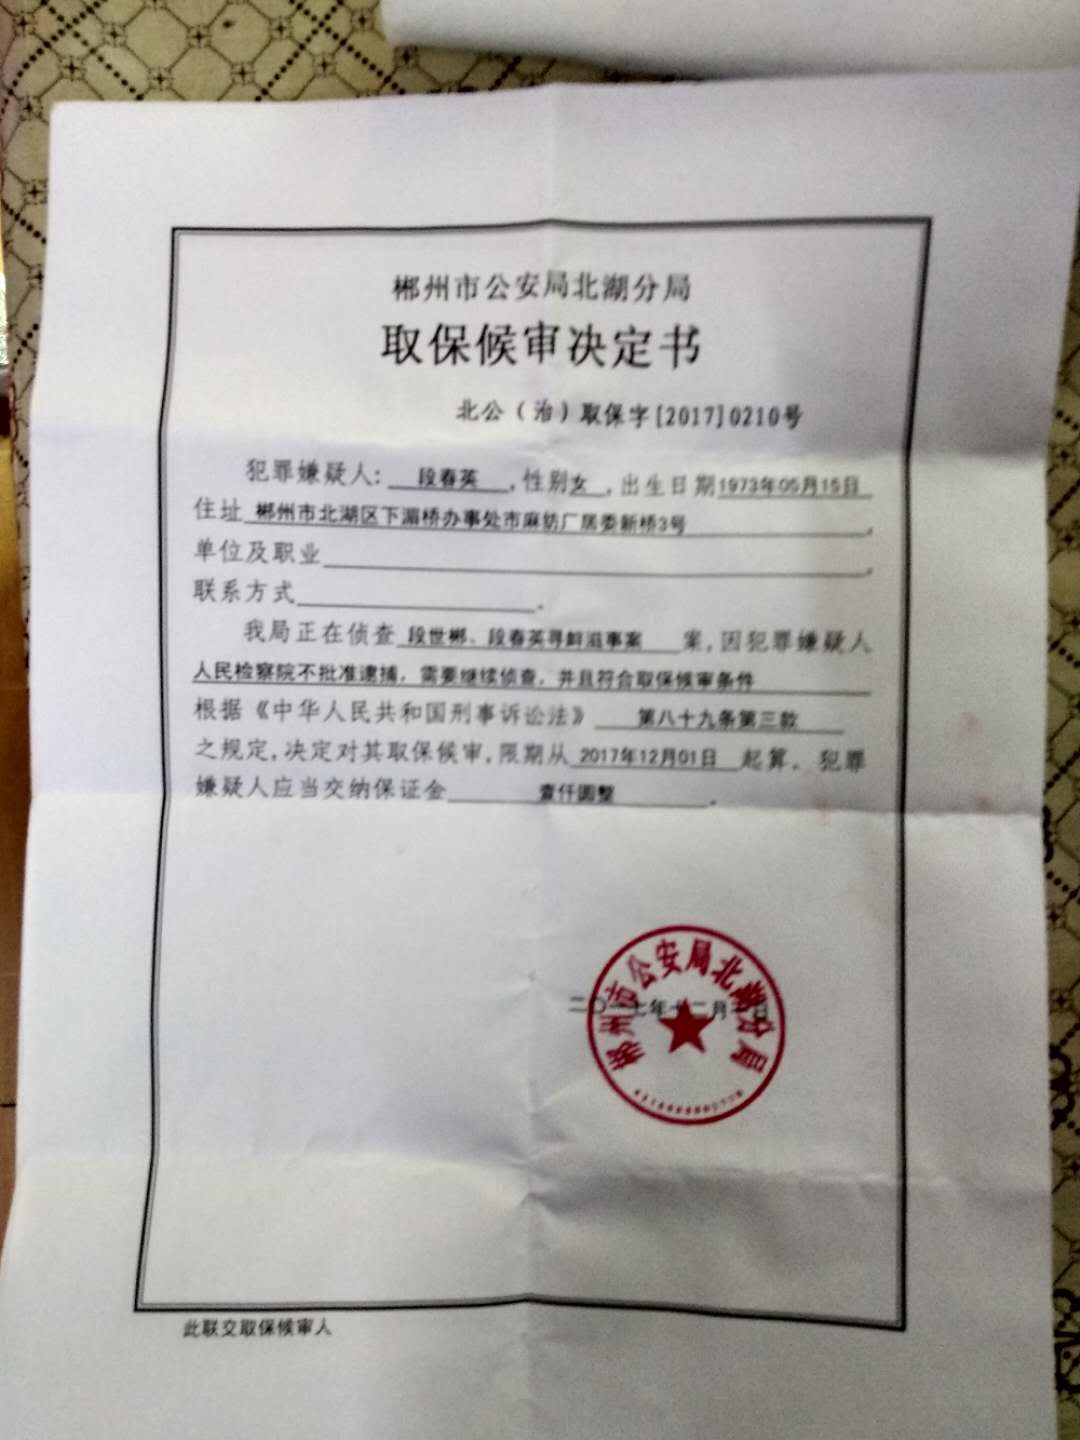 郴州市公安局北湖分局
取保候审决定书
北公（治）取保字[2017]0210号
犯罪嫌疑人：段春英，性别女，出生日期1973年05月15日
住址郴州市北湖区下湄桥办事处市麻纺厂居委新桥3号。
单位及职业。
联系方式。
我局正在侦查段世郴、段春英寻衅滋事案案，因犯罪嫌疑人
人民检察院不批准逮捕，需要继续侦查，并且符合取保候审条件
根据《中华人民共和国刑事诉讼法》第八十九条第三款
之规定，决定对其取保候审，限期从2017年12月01日起算。犯罪
嫌疑人应当交纳保证金壹仟圆整。
郴州市公安局北湖分局
二〇一七年十二月一日
此联交取保候审人